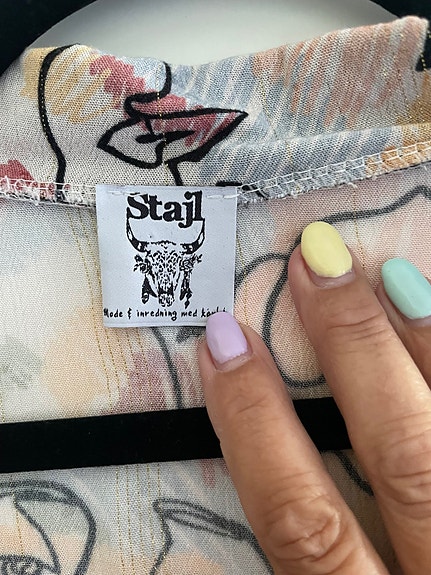 Stajl
Mode & inredning med